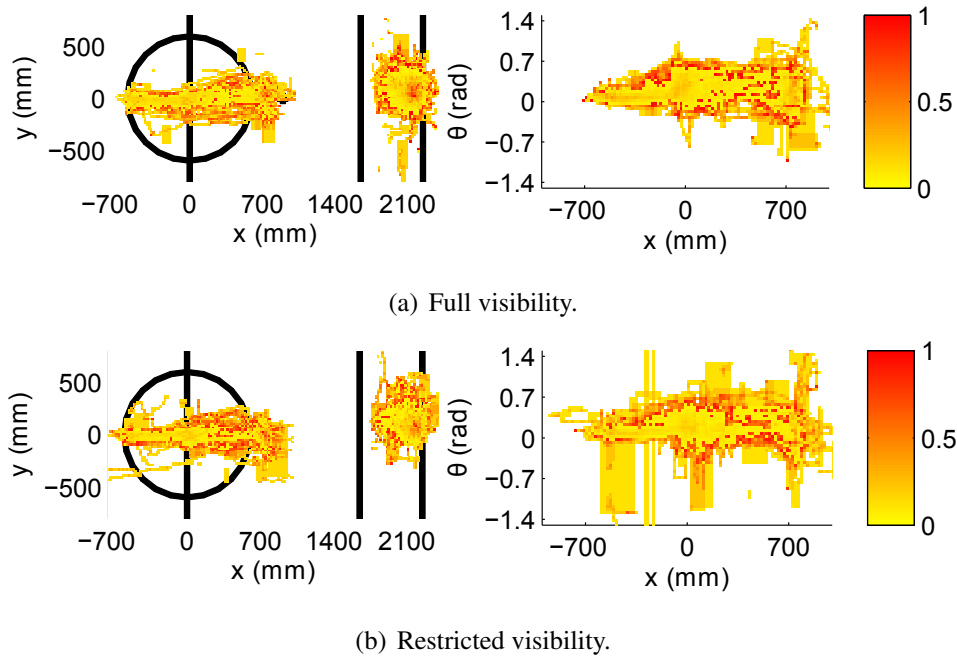 500
0
−500
y (mm)
−700 0 700 1400 2100
x (mm)
1.4
0.7
0
−0.7
−1.4
θ (rad)
−700 0 700
x (mm)
1
0.5
0
(a) Full visibility.
500
0
−500
y (mm)
−700 0 700 1400 2100
x (mm)
1.4
0.7
0
−0.7
−1.4
θ (rad)
−700 0 700
x (mm)
1
0.5
0
(b) Restricted visibility.